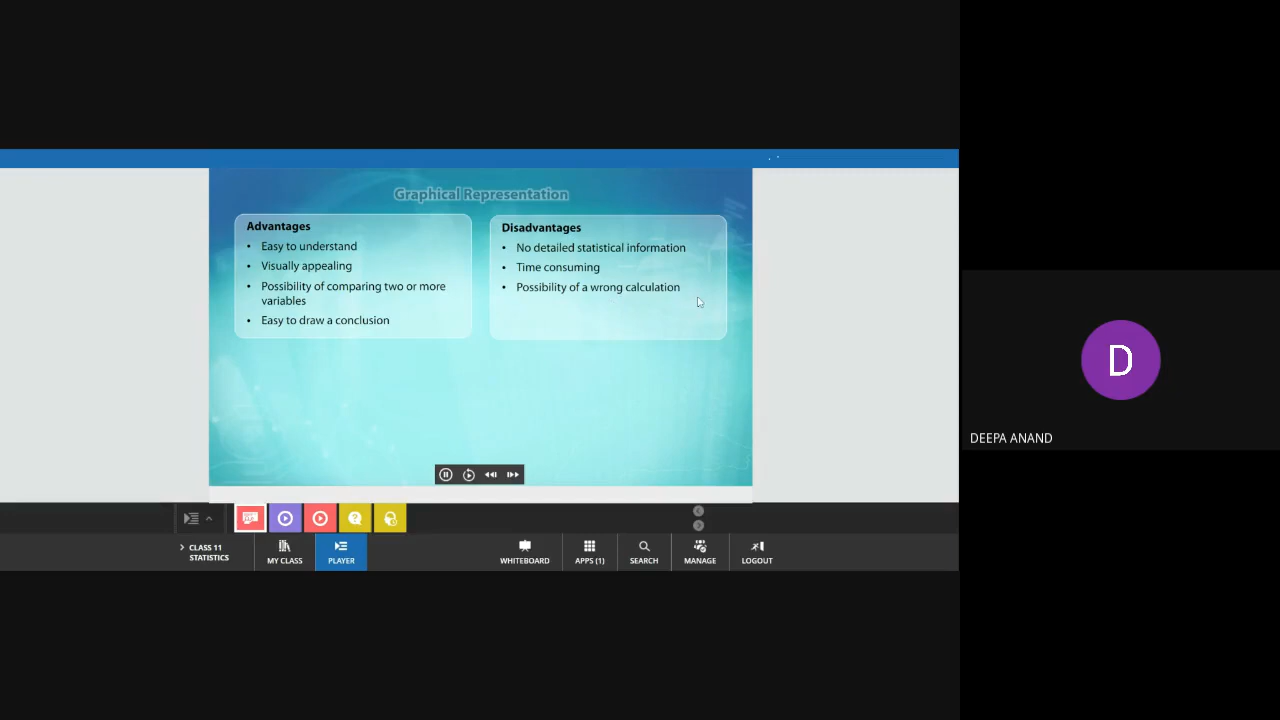 Graphical Representation
Advantages
• Easy to understand
• Visually appealing
• Possibility of comparing two or more
variables
• Easy to draw a conclusion
Disadvantages
• No detailed statistical information
• Time consuming
• Possibility of a wrong calculation
D
DEEPA ANAND
CLASS 11
STATISTICS
MY CLASS
PLAYER
WHITEBOARD
APPS (1)
SEARCH
MANAGE
LOGOUT